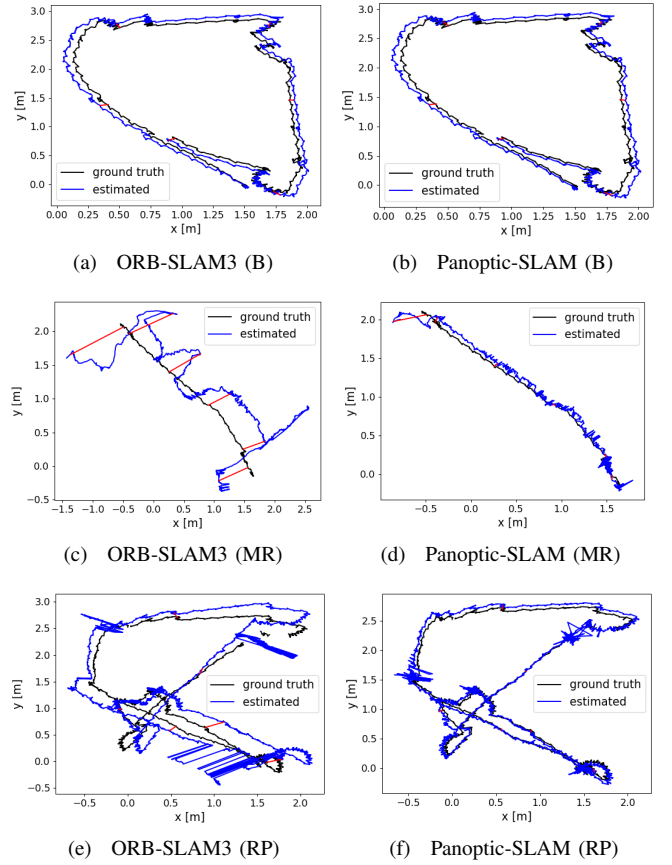 3.0
2.5
2.0
1.5
1.0
0.5
0.0
y [m]
ground truth
estimated
0.00 0.25 0.50 0.75 1.00 1.25 1.50 1.75 2.00
x [m]
(a) ORB-SLAM3 (B)
3.0
2.5
2.0
1.5
1.0
0.5
0.0
y [m]
ground truth
estimated
0.00 0.25 0.50 0.75 1.00 1.25 1.50 1.75 2.00
x [m]
(b) Panoptic-SLAM (B)
2.0
1.5
1.0
0.5
0.0
−0.5
y [m]
ground truth
estimated
−1.5 −1.0 −0.5 0.0 0.5 1.0 1.5 2.0 2.5
x [m]
(c) ORB-SLAM3 (MR)
2.0
1.5
1.0
0.5
0.0
y [m]
ground truth
estimated
−0.5 0.0 0.5 1.0 1.5
x [m]
(d) Panoptic-SLAM (MR)
3.0
2.5
2.0
1.5
1.0
0.5
0.0
−0.5
y [m]
ground truth
estimated
−0.5 0.0 0.5 1.0 1.5 2.0
x [m]
(e) ORB-SLAM3 (RP)
2.5
2.0
1.5
1.0
0.5
0.0
y [m]
ground truth
estimated
−0.5 0.0 0.5 1.0 1.5 2.0
x [m]
(f) Panoptic-SLAM (RP)